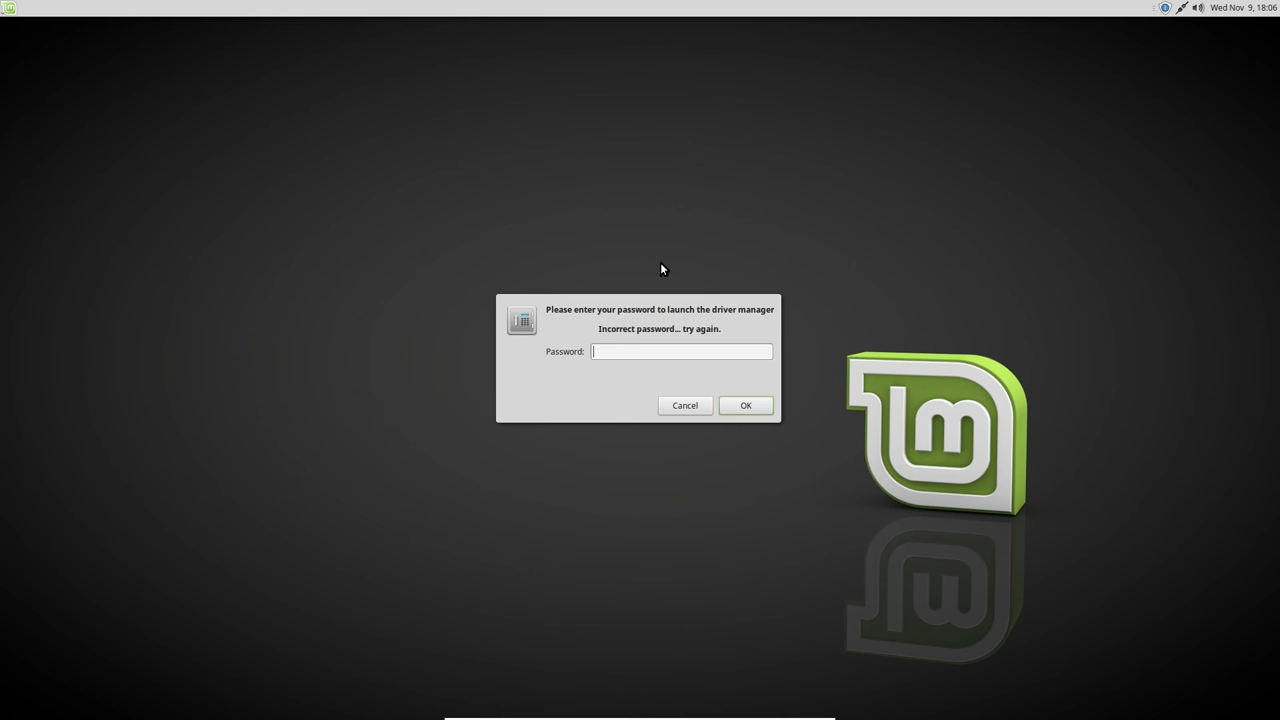 Wed Nov 9, 18:06
Please enter your password to launch the driver manager
Incorrect password... try again.
Password:
Cancel
OK